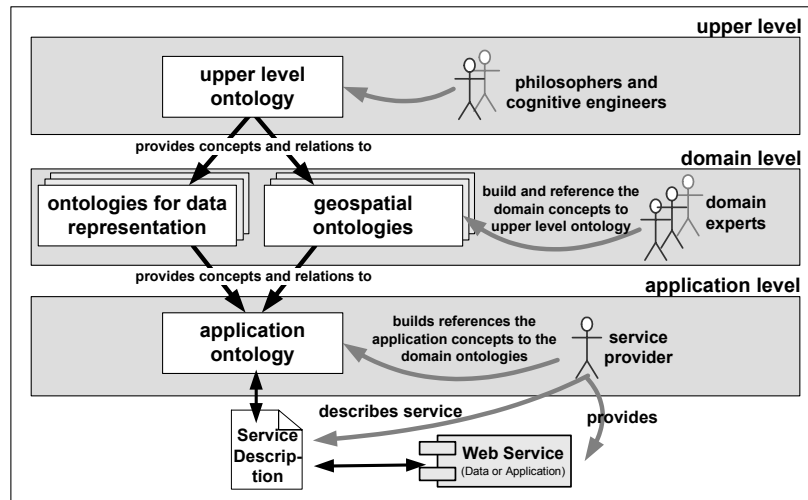 upper level
upper level
ontology
philosophers and
cognitive engineers
provides concepts and relations to
domain level
ontologies for data
representation
geospatial
ontologies
build and reference the
domain concepts to
upper level ontology
domain
experts
provides concepts and relations to
application level
application
ontology
builds references the
application concepts to the
domain ontologies
service
provider
describes service
provides
Service
Descrip-
tion
Web Service
(Data or Application)